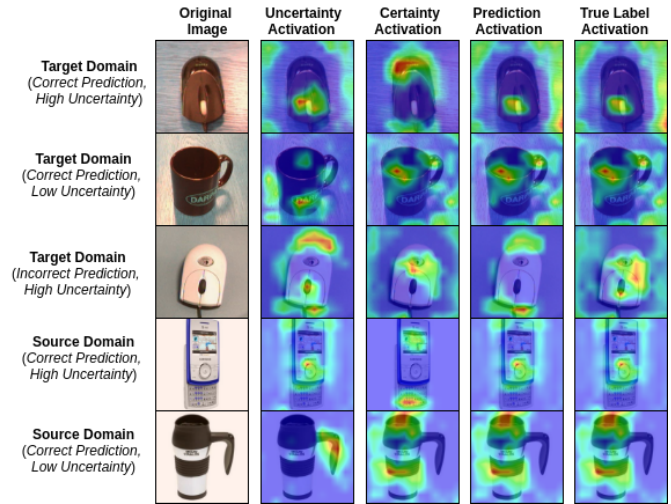 Original Image
Uncertainty Activation
Certainty Activation
Prediction Activation
True Label Activation
Target Domain
(Correct Prediction,
High Uncertainty)
Target Domain
(Correct Prediction,
Low Uncertainty)
Target Domain
(Incorrect Prediction,
High Uncertainty)
Source Domain
(Correct Prediction,
High Uncertainty)
Source Domain
(Correct Prediction,
Low Uncertainty)